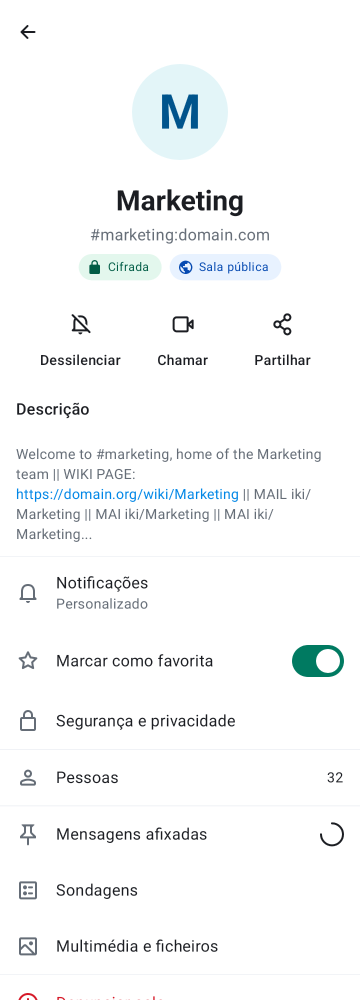 M
Marketing
#marketing:domain.com
Cifrada
Sala pública
Dessilenciar
Chamar
Partilhar
Descrição
Welcome to #marketing, home of the Marketing
team || WIKI PAGE:
https://domain.org/wiki/Marketing || MAIL iki/
Marketing || MAI iki/Marketing || MAI iki/
Marketing...
Notificações
Personalizado
Marcar como favorita
Segurança e privacidade
Pessoas
32
Mensagens afixadas
Sondagens
Multimédia e ficheiros